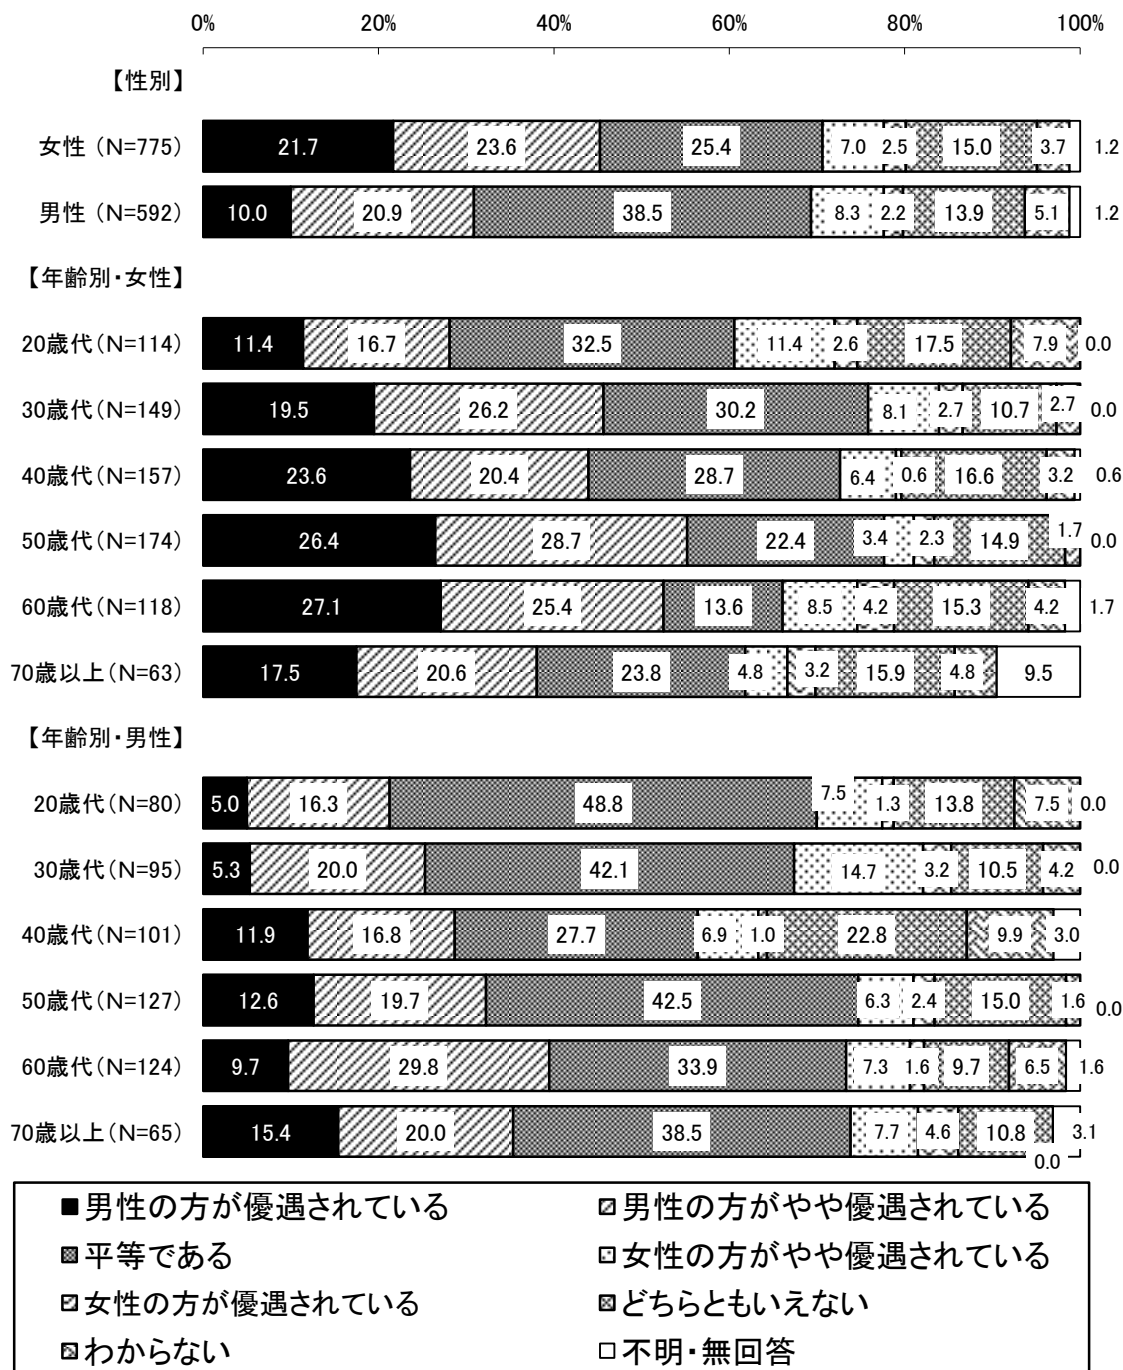 0% 20% 40% 60% 80% 100%
【性別】
女性（N=775） 21.7 23.6 25.4 7.0 2.5 15.0 3.7 1.2
男性（N=592） 10.0 20.9 38.5 8.3 2.2 13.9 5.1 1.2
【年齢別・女性】
20歳代（N=114） 11.4 16.7 32.5 11.4 2.6 17.5 7.9 0.0
30歳代（N=149） 19.5 26.2 30.2 8.1 2.7 10.7 2.7 0.0
40歳代（N=157） 23.6 20.4 28.7 6.4 0.6 16.6 3.2 0.6
50歳代（N=174） 26.4 28.7 22.4 3.4 2.3 14.9 1.7 0.0
60歳代（N=118） 27.1 25.4 13.6 8.5 4.2 15.3 4.2 1.7
70歳以上（N=63） 17.5 20.6 23.8 4.8 3.2 15.9 4.8 9.5
【年齢別・男性】
20歳代（N=80） 5.0 16.3 48.8 7.5 1.3 13.8 7.5 0.0
30歳代（N=95） 5.3 20.0 42.1 14.7 3.2 10.5 4.2 0.0
40歳代（N=101） 11.9 16.8 27.7 6.9 1.0 22.8 9.9 3.0
50歳代（N=127） 12.6 19.7 42.5 6.3 2.4 15.0 1.6 0.0
60歳代（N=124） 9.7 29.8 33.9 7.3 1.6 9.7 6.5 1.6
70歳以上（N=65） 15.4 20.0 38.5 7.7 4.6 10.8 0.0 3.1
男性の方が優遇されている 男性の方がやや優遇されている
平等である 女性の方がやや優遇されている
女性の方が優遇されている どちらともいえない
わからない 不明・無回答